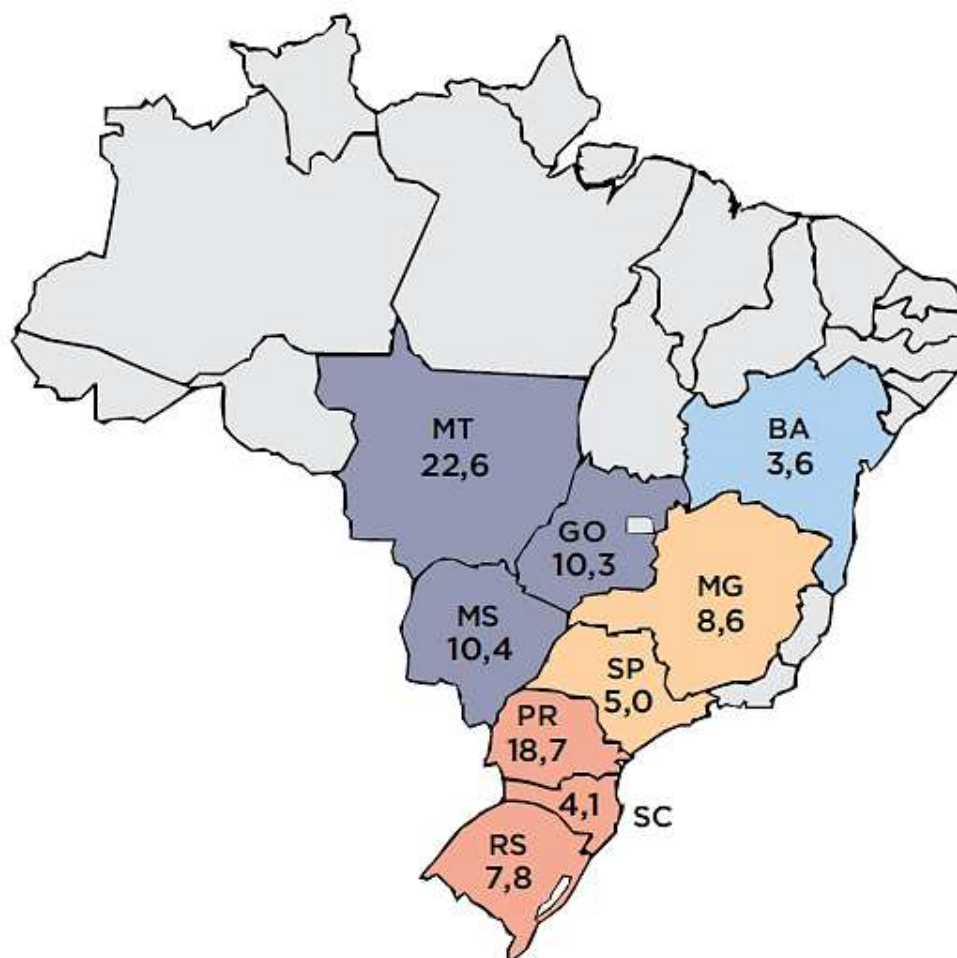 MT
22,6
BA
3,6
GO
10,3
MG
8,6
MS
10,4
SP
5,0
PR
18,7
4,1
SC
RS
7,8